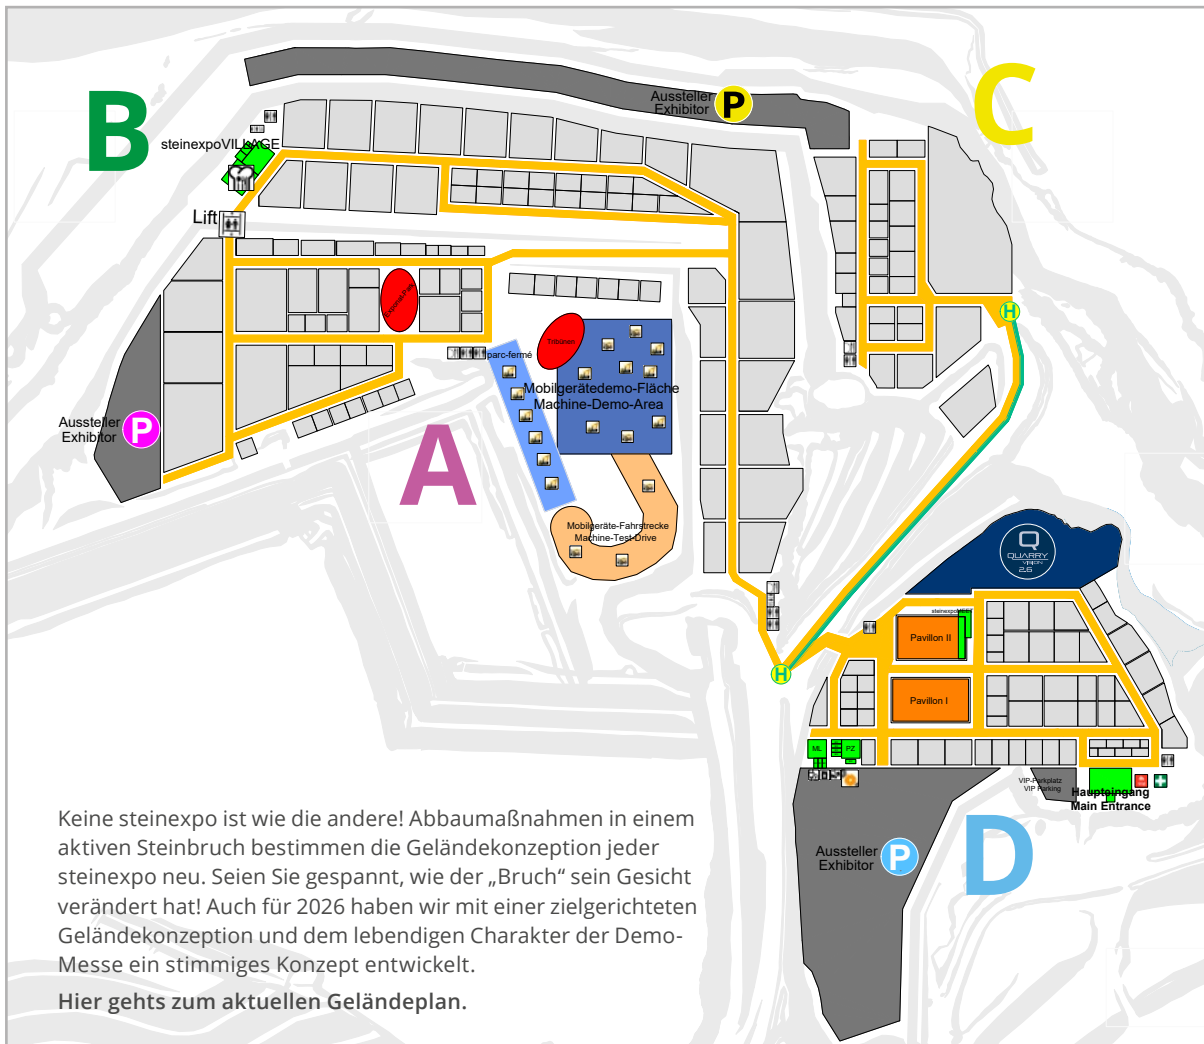 B
C
Aussteller
Exhibitor
P
steinexpoVILLAGE
Lift
H
parc-fermé
Tribünen
Mobilgerätedemo-Fläche
Machine-Demo-Area
Aussteller
Exhibitor
P
A
Mobilgeräte-Fahrstrecke
Machine-Test-Drive
Q
QUARRY
VISION
2.6
Pavillon II
H
Pavillon I
ML
PZ
VIP-Parkplatz
VIP Parking
Haupteingang
Main Entrance
Keine steinexpo ist wie die andere! Abbaumaßnahmen in einem
aktiven Steinbruch bestimmen die Geländekonzeption jeder
steinexpo neu. Seien Sie gespannt, wie der „Bruch“ sein Gesicht
verändert hat! Auch für 2026 haben wir mit einer zielgerichteten
Geländekonzeption und dem lebendigen Charakter der Demo-
Messe ein stimmiges Konzept entwickelt.
Hier gehts zum aktuellen Geländeplan.
Aussteller
Exhibitor
P
D